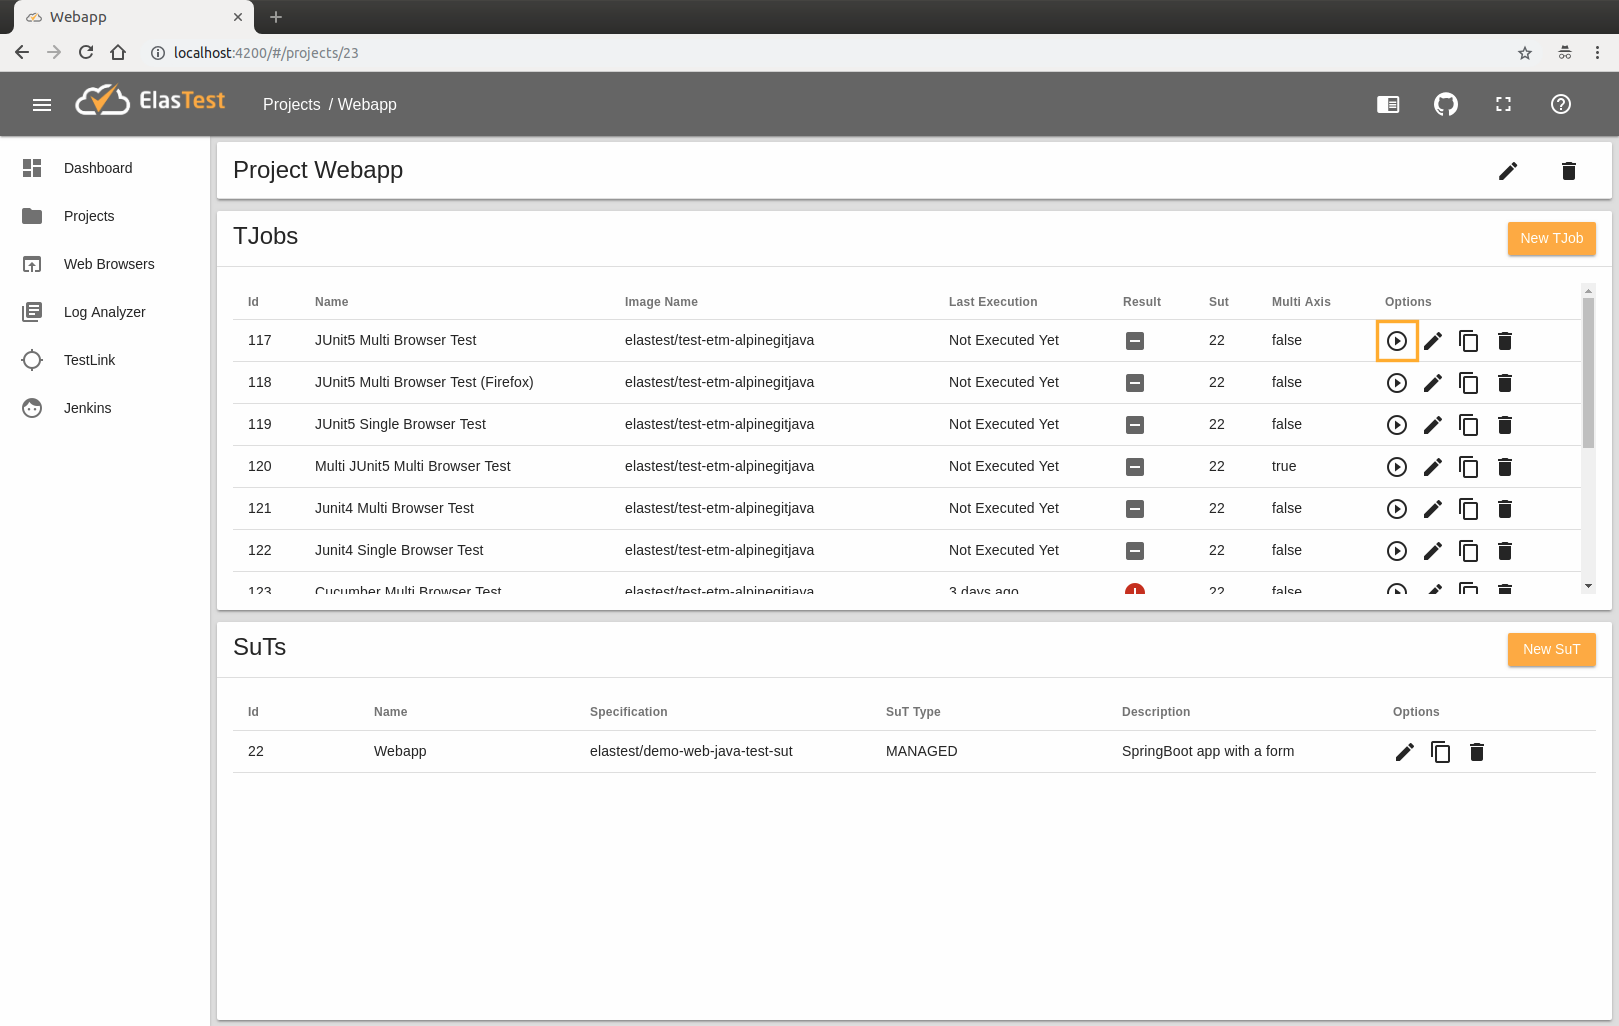 Webapp
localhost:4200/#/projects/23
ElasTest
Projects / Webapp
Dashboard
Projects
Web Browsers
Log Analyzer
TestLink
Jenkins
Project Webapp
TJobs
New TJob
Id Name Image Name Last Execution Result Sut Multi Axis Options
117 JUnit5 Multi Browser Test elastest/test-etm-alpinegitjava Not Executed Yet 22 false
118 JUnit5 Multi Browser Test (Firefox) elastest/test-etm-alpinegitjava Not Executed Yet 22 false
119 JUnit5 Single Browser Test elastest/test-etm-alpinegitjava Not Executed Yet 22 false
120 Multi JUnit5 Multi Browser Test elastest/test-etm-alpinegitjava Not Executed Yet 22 true
121 Junit4 Multi Browser Test elastest/test-etm-alpinegitjava Not Executed Yet 22 false
122 Junit4 Single Browser Test elastest/test-etm-alpinegitjava Not Executed Yet 22 false
123 Cucumber Multi Browser Test elastest/test-etm-alpinegitjava 3 days ago 22 false
SuTs
New SuT
Id Name Specification SuT Type Description Options
22 Webapp elastest/demo-web-java-test-sut MANAGED SpringBoot app with a form